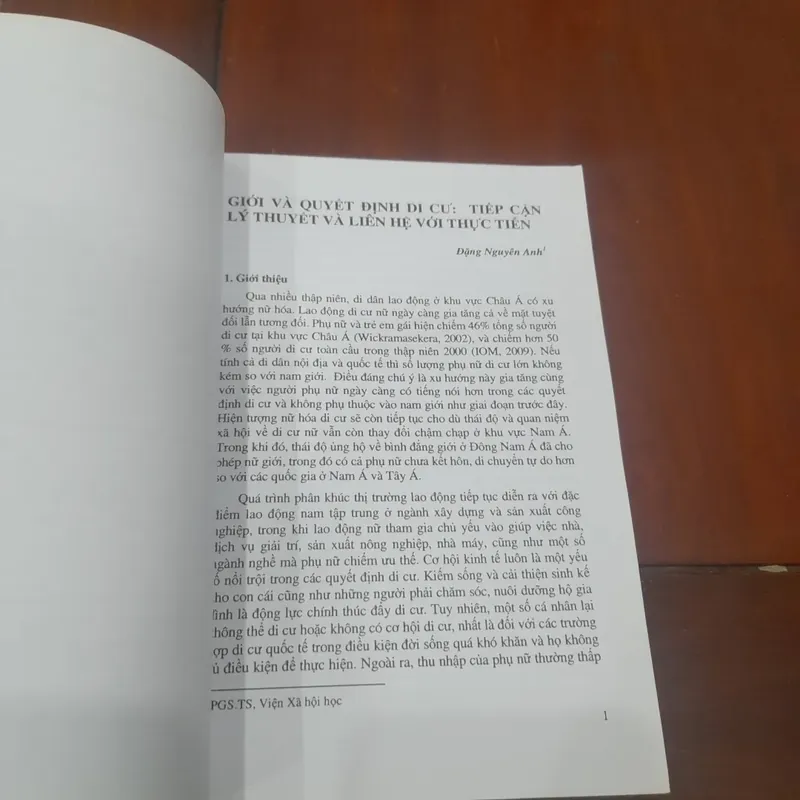 GIỚI VÀ QUYẾT ĐỊNH DI CƯ: TIẾP CẬN
LÝ THUYẾT VÀ LIÊN HỆ VỚI THỰC TIỄN
Đặng Nguyên Anh¹
1. Giới thiệu
Qua nhiều thập niên, di dân lao động ở khu vực Châu Á có xu
hướng nữ hóa. Lao động di cư nữ ngày càng gia tăng cả về mặt tuyệt
đối lẫn tương đối. Phụ nữ và trẻ em gái hiện chiếm 46% tổng số người
di cư tại khu vực Châu Á (Wickramasekera, 2002), và chiếm hơn 50
% số người di cư toàn cầu trong thập niên 2000 (IOM, 2009). Nếu
tính cả di dân nội địa và quốc tế thì số lượng phụ nữ di cư lớn không
kém so với nam giới. Điều đáng chú ý là xu hướng này gia tăng cùng
với việc người phụ nữ ngày càng có tiếng nói hơn trong các quyết
định di cư và không phụ thuộc vào nam giới như giai đoạn trước đây.
Hiện tượng nữ hóa di cư sẽ còn tiếp tục cho dù thái độ và quan niệm
xã hội về di cư nữ vẫn còn thay đổi chậm chạp ở khu vực Nam Á.
Trong khi đó, thái độ ủng hộ về bình đẳng giới ở Đông Nam Á đã cho
phép nữ giới, trong đó có cả phụ nữ chưa kết hôn, di chuyển tự do hơn
so với các quốc gia ở Nam Á và Tây Á.
Quá trình phân khúc thị trường lao động tiếp tục diễn ra với đặc
điểm lao động nam tập trung ở ngành xây dựng và sản xuất công
nghiệp, trong khi lao động nữ tham gia chủ yếu vào giúp việc nhà,
dịch vụ giải trí, sản xuất nông nghiệp, nhà máy, cũng như một số
ngành nghề mà phụ nữ chiếm ưu thế. Cơ hội kinh tế luôn là một yếu
ố nổi trội trong các quyết định di cư. Kiếm sống và cải thiện sinh kế
ho con cái cũng như những người phải chăm sóc, nuôi dưỡng hộ gia
đình là động lực chính thúc đẩy di cư. Tuy nhiên, một số cá nhân lại
không thể di cư hoặc không có cơ hội di cư, nhất là đối với các trường
ợp di cư quốc tế trong điều kiện đời sống quá khó khăn và họ không
ủ điều kiện để thực hiện. Ngoài ra, thu nhập của phụ nữ thường thấp
PGS.TS, Viện Xã hội học
1